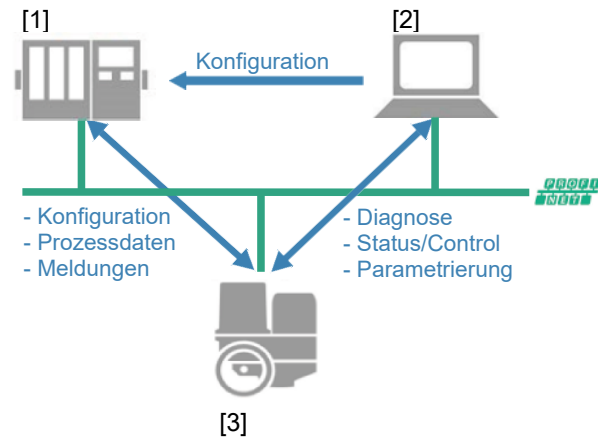 [1]
[2]
Konfiguration
PROFI
NET
- Konfiguration
- Prozessdaten
- Meldungen
- Diagnose
- Status/Control
- Parametrierung
[3]